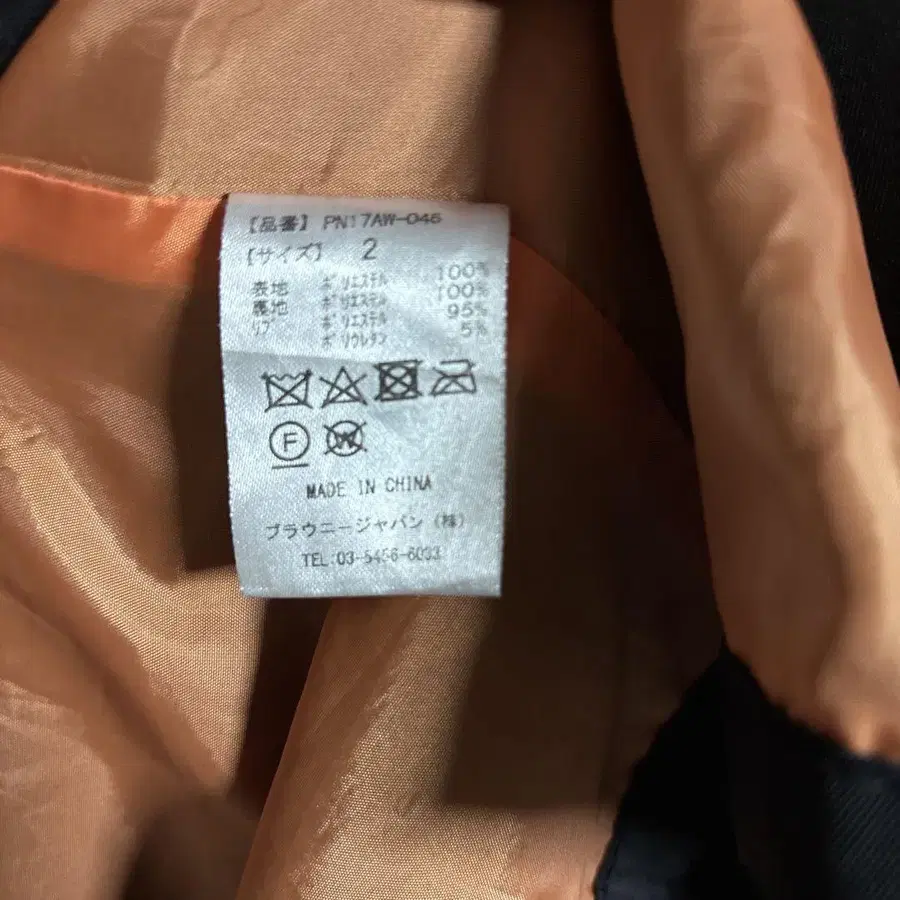 【品番】 PN17AW-046
【サイズ】 2
表地 ポリエステル 100%
裏地 ポリエステル 100%
リブ ポリエステル 95%
ポリウレタン 5%
F W
MADE IN CHINA
ブラウニージャパン (株)
TEL:03-5456-6033